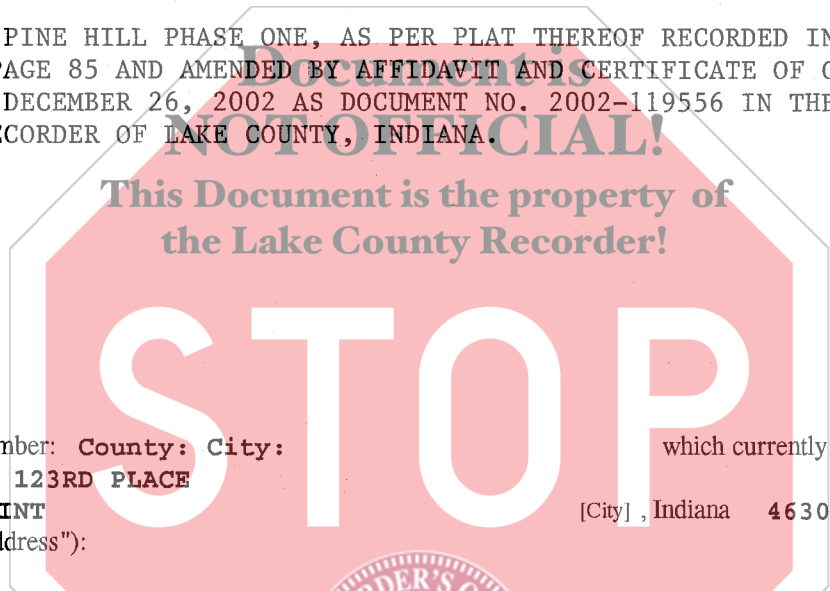 PINE HILL PHASE ONE, AS PER PLAT THEREOF RECORDED IN
PAGE 85 AND AMENDED BY AFFIDAVIT AND CERTIFICATE OF
DECEMBER 26, 2002 AS DOCUMENT NO. 2002-119556 IN THE
RECORDER OF LAKE COUNTY, INDIANA.
Document is
NOT OFFICIAL!
This Document is the property of
the Lake County Recorder!
STOP
mber: County: City: which currently
123RD PLACE
INT [City] , Indiana 4630
ddress"):
RDER'S O